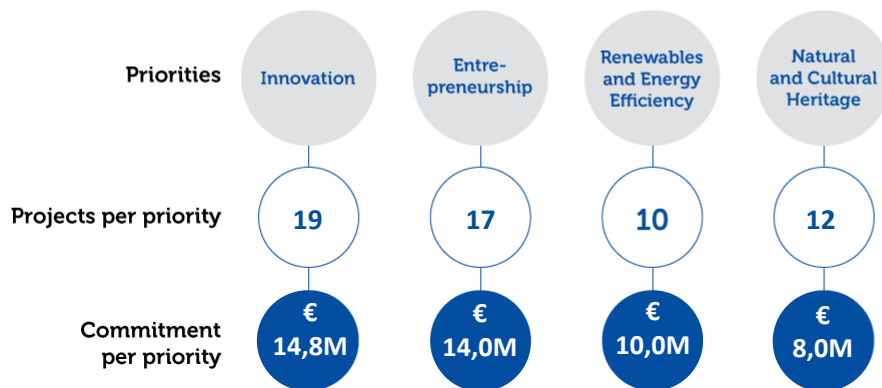 Priorities
Innovation
Entre-
preneurship
Renewables
and Energy
Efficiency
Natural
and Cultural
Heritage
Projects per priority
19
17
10
12
Commitment
per priority
€
14,8M
€
14,0M
€
10,0M
€
8,0M